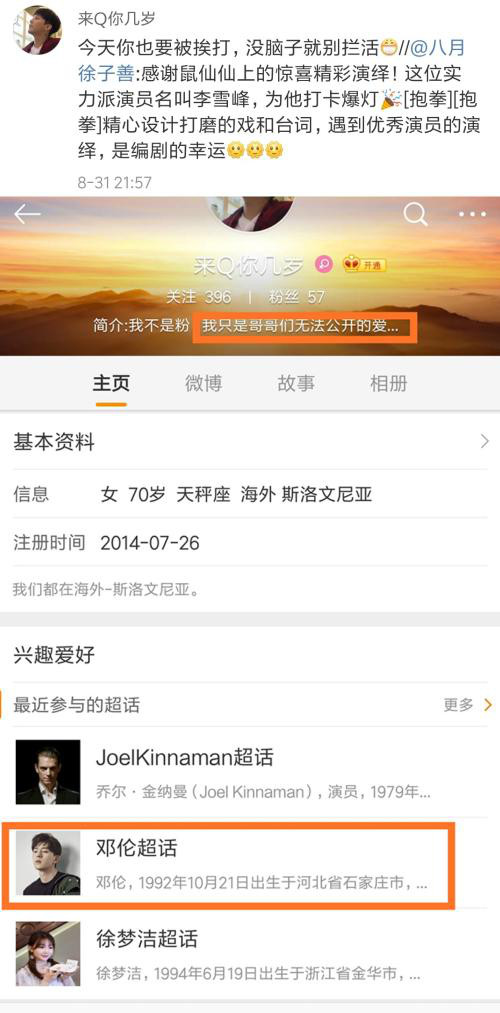 来Q你几岁
今天你也要被挨打，没脑子就别拦活//@八月
徐子善:感谢鼠仙仙上的惊喜精彩演绎！这位实
力派演员名叫李雪峰，为他打卡爆灯[抱拳][抱
拳]精心设计打磨的戏和台词，遇到优秀演员的演
绎，是编剧的幸运
8-31 21:57
来Q你几岁 开通
关注 396 | 粉丝 57
简介:我不是粉 我只是哥哥们无法公开的爱...
主页 微博 故事 相册
基本资料
信息 女 70岁 天秤座 海外 斯洛文尼亚
注册时间 2014-07-26
我们都在海外-斯洛文尼亚。
兴趣爱好
最近参与的超话 更多
JoelKinnaman超话
乔尔·金纳曼（Joel Kinnaman），演员，1979年...
邓伦超话
邓伦，1992年10月21日出生于河北省石家庄市，...
徐梦洁超话
徐梦洁，1994年6月19日出生于浙江省金华市，...